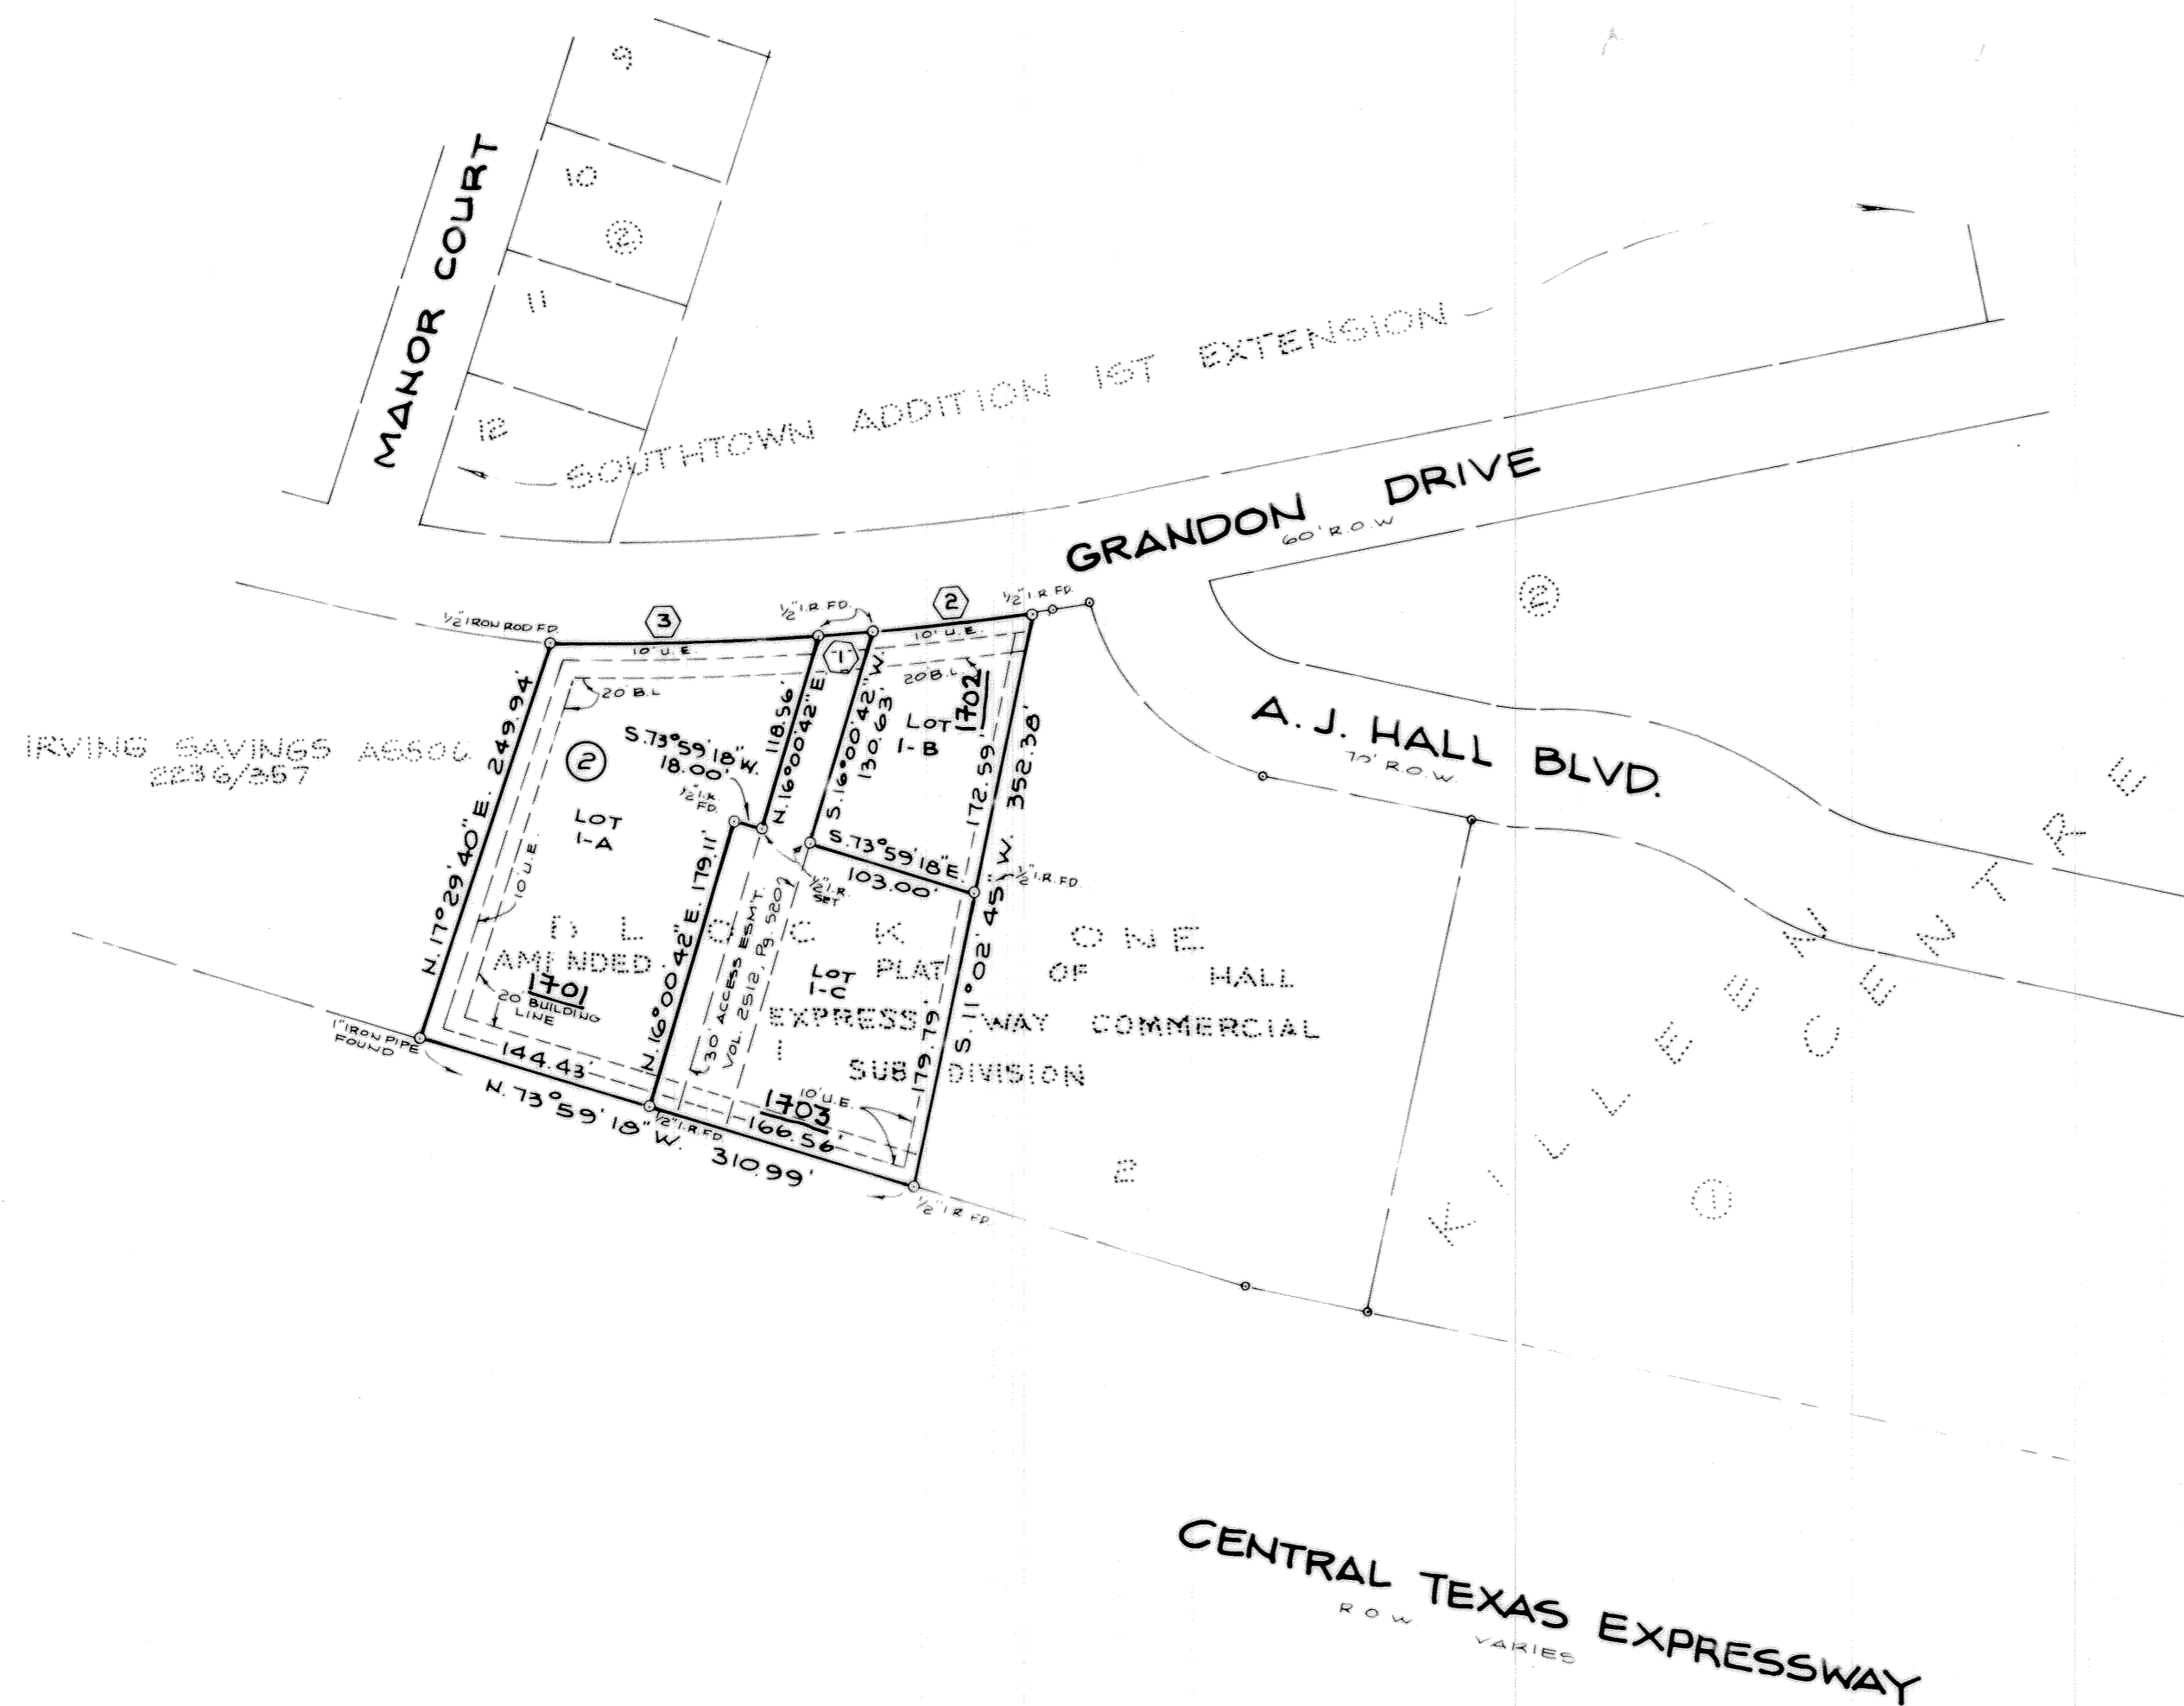 9
10
②
11
12
MANOR COURT
SOUTHTOWN ADDITION 1ST EXTENSION
GRANDON DRIVE
60' R.O.W
②
A. J. HALL BLVD.
70' R.O.W.
KILLEEN
CENTRE
①
1/2" IRON ROD FD.
3
1/2" I.R. FD.
2
1/2" I.R. FD.
10' U.E.
1
10' U.E.
20' B.L
20' B.L.
1702
LOT
1-B
N. 17° 29' 40" E. 249.94'
S. 73° 59' 18" W.
18.00'
1/2" I.R.
FD.
118.56'
N. 16° 00' 42" E.
S. 16° 00' 42" W.
130.63'
172.59'
352.38'
S. 11° 02' 45" W.
IRVING SAVINGS ASSOC.
2236/357
2
LOT
1-A
10' U.E.
S. 73° 59' 18" E.
103.00'
1/2" I.R. FD.
1/2" I.R.
SET
N. 16° 00' 42" E. 179.11'
30' ACCESS ESM'T.
VOL. 2512, Pg. 520
BLOCK ONE
AMENDED PLAT OF HALL
EXPRESSWAY COMMERCIAL
SUBDIVISION
LOT
1-C
1701
20' BUILDING
LINE
179.79'
1" IRON PIPE
FOUND
144.43'
N. 73° 59' 18" W. 310.99'
1/2" I.R. FD.
10' U.E.
1703
166.56'
1/2" I.R. FD.
2
CENTRAL TEXAS EXPRESSWAY
ROW VARIES